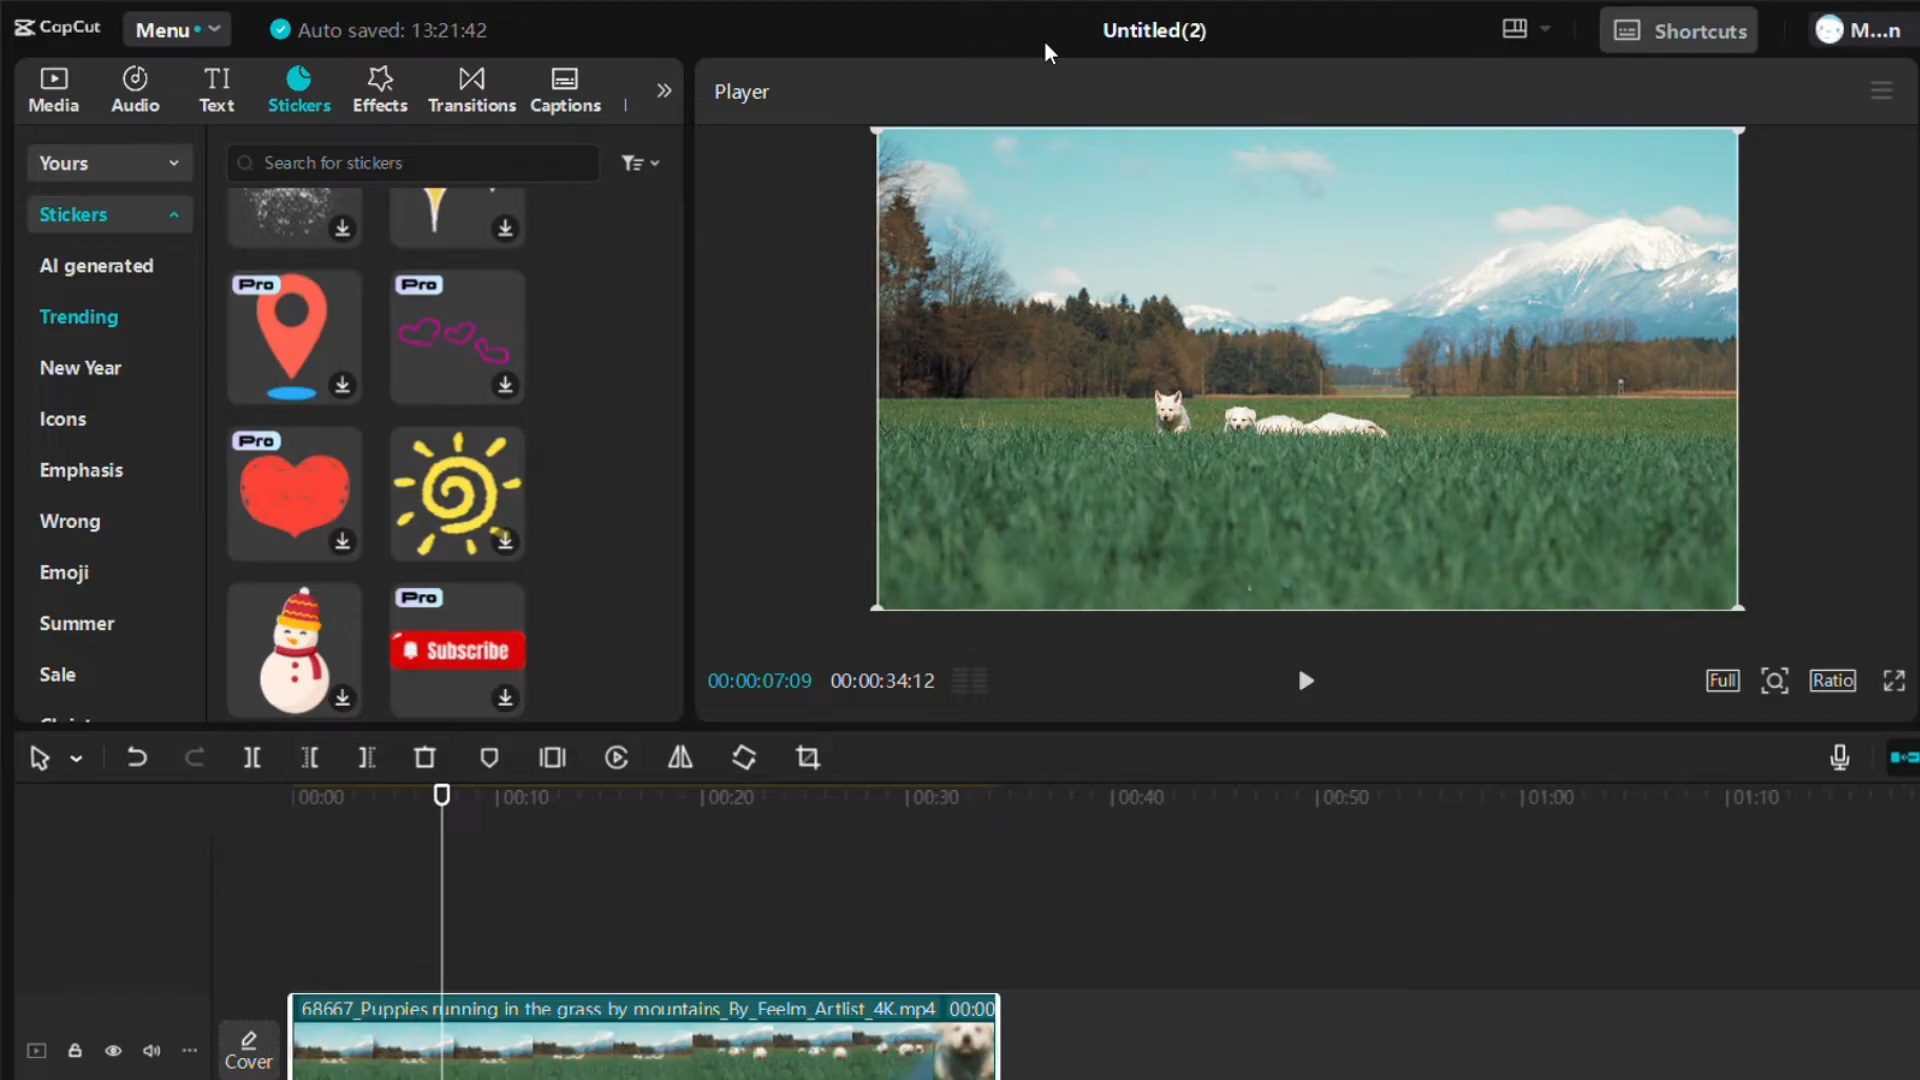 CapCut
Menu
Auto saved: 13:21:42
Untitled(2)
Shortcuts
M...n
Media
Audio
Text
Stickers
Effects
Transitions
Captions
Player
Yours
Search for stickers
Stickers
AI generated
Trending
New Year
Icons
Emphasis
Wrong
Emoji
Summer
Sale
Pro
Pro
Pro
Pro
Subscribe
00:00:07:09
00:00:34:12
Full
Ratio
00:00
00:10
00:20
00:30
00:40
00:50
01:00
01:10
68667_Puppies running in the grass by mountains_By_Feelm_Artlist_4K.mp4
00:00
Cover